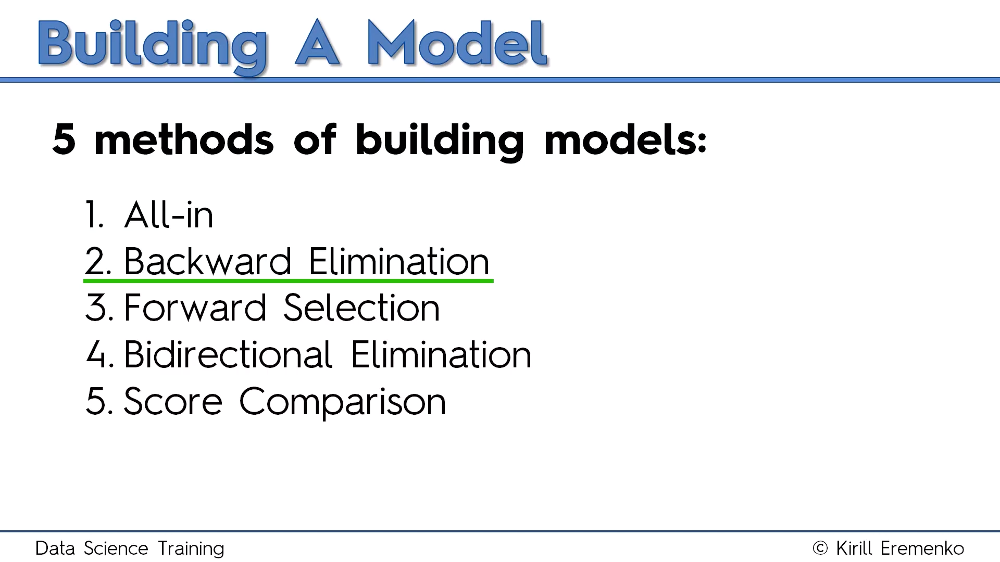 Building A Model
5 methods of building models:
1. All-in
2. Backward Elimination
3. Forward Selection
4. Bidirectional Elimination
5. Score Comparison
Data Science Training
© Kirill Eremenko